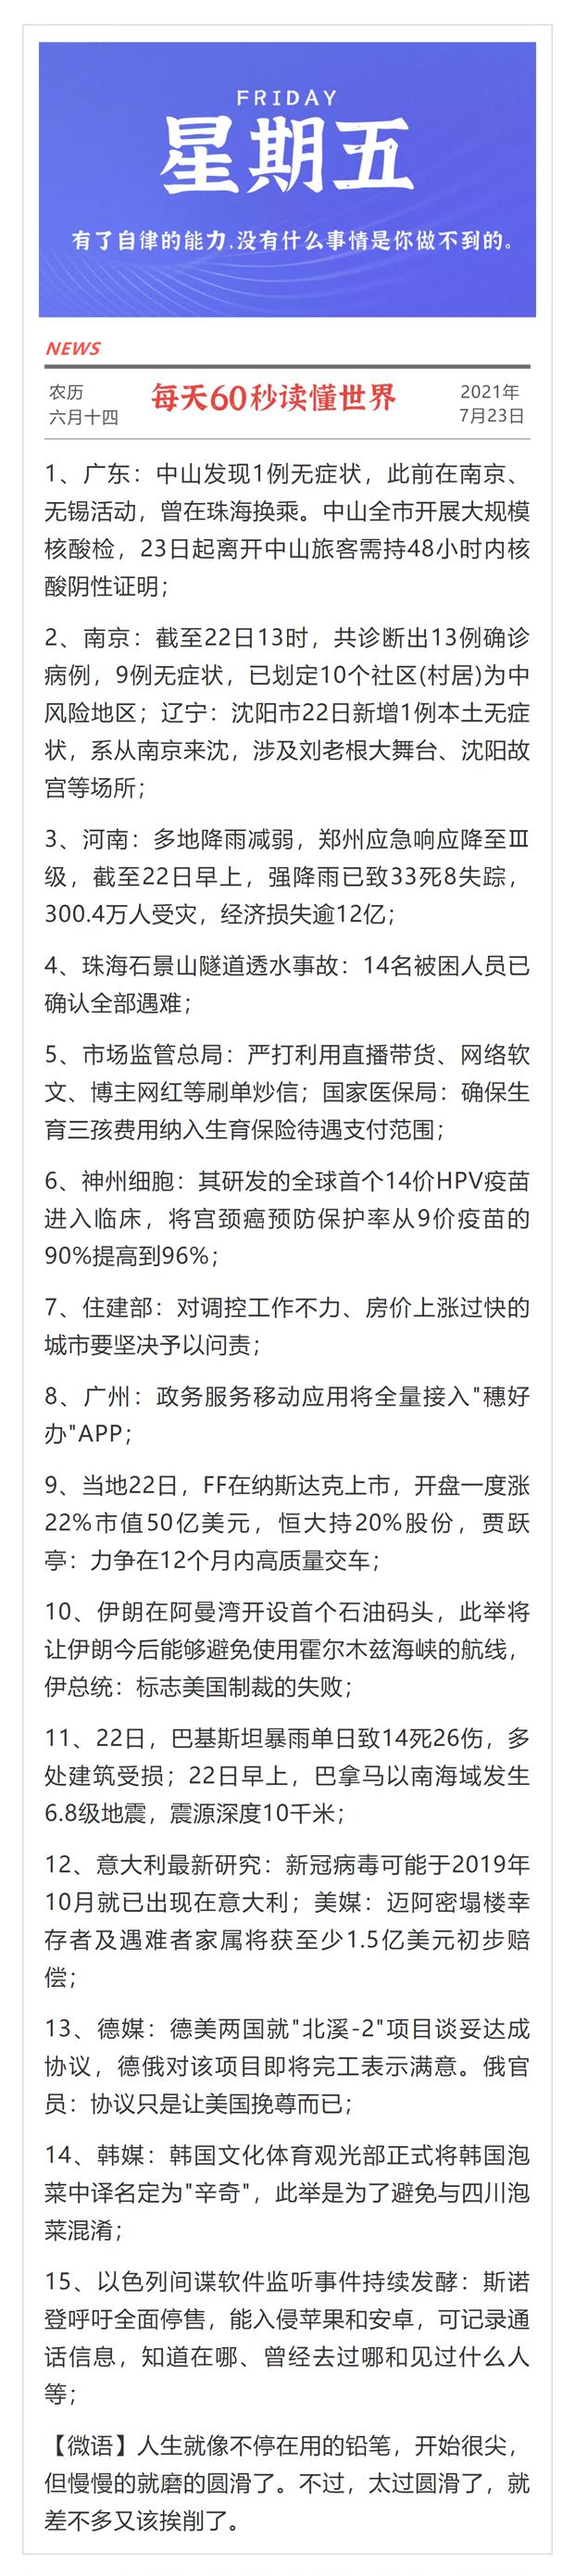 FRIDAY
星期五
有了自律的能力,没有什么事情是你做不到的。
NEWS
农历
六月十四
每天60秒读懂世界
2021年
7月23日
1、广东：中山发现1例无症状，此前在南京、
无锡活动，曾在珠海换乘。中山全市开展大规模
核酸检，23日起离开中山旅客需持48小时内核
酸阴性证明；
2、南京：截至22日13时，共诊断出13例确诊
病例，9例无症状，已划定10个社区(村居)为中
风险地区；辽宁：沈阳市22日新增1例本土无症
状，系从南京来沈，涉及刘老根大舞台、沈阳故
宫等场所；
3、河南：多地降雨减弱，郑州应急响应降至Ⅲ
级，截至22日早上，强降雨已致33死8失踪，
300.4万人受灾，经济损失逾12亿；
4、珠海石景山隧道透水事故：14名被困人员已
确认全部遇难；
5、市场监管总局：严打利用直播带货、网络软
文、博主网红等刷单炒信；国家医保局：确保生
育三孩费用纳入生育保险待遇支付范围；
6、神州细胞：其研发的全球首个14价HPV疫苗
进入临床，将宫颈癌预防保护率从9价疫苗的
90%提高到96%；
7、住建部：对调控工作不力、房价上涨过快的
城市要坚决予以问责；
8、广州：政务服务移动应用将全量接入"穗好
办"APP；
9、当地22日，FF在纳斯达克上市，开盘一度涨
22%市值50亿美元，恒大持20%股份，贾跃
亭：力争在12个月内高质量交车；
10、伊朗在阿曼湾开设首个石油码头，此举将
让伊朗今后能够避免使用霍尔木兹海峡的航线，
伊总统：标志美国制裁的失败；
11、22日，巴基斯坦暴雨单日致14死26伤，多
处建筑受损；22日早上，巴拿马以南海域发生
6.8级地震，震源深度10千米；
12、意大利最新研究：新冠病毒可能于2019年
10月就已出现在意大利；美媒：迈阿密塌楼幸
存者及遇难者家属将获至少1.5亿美元初步赔
偿；
13、德媒：德美两国就"北溪-2"项目谈妥达成
协议，德俄对该项目即将完工表示满意。俄官
员：协议只是让美国挽尊而已；
14、韩媒：韩国文化体育观光部正式将韩国泡
菜中译名定为"辛奇"，此举是为了避免与四川泡
菜混淆；
15、以色列间谍软件监听事件持续发酵：斯诺
登呼吁全面停售，能入侵苹果和安卓，可记录通
话信息，知道在哪、曾经去过哪和见过什么人
等；
【微语】人生就像不停在用的铅笔，开始很尖，
但慢慢的就磨的圆滑了。不过，太过圆滑了，就
差不多又该挨削了。